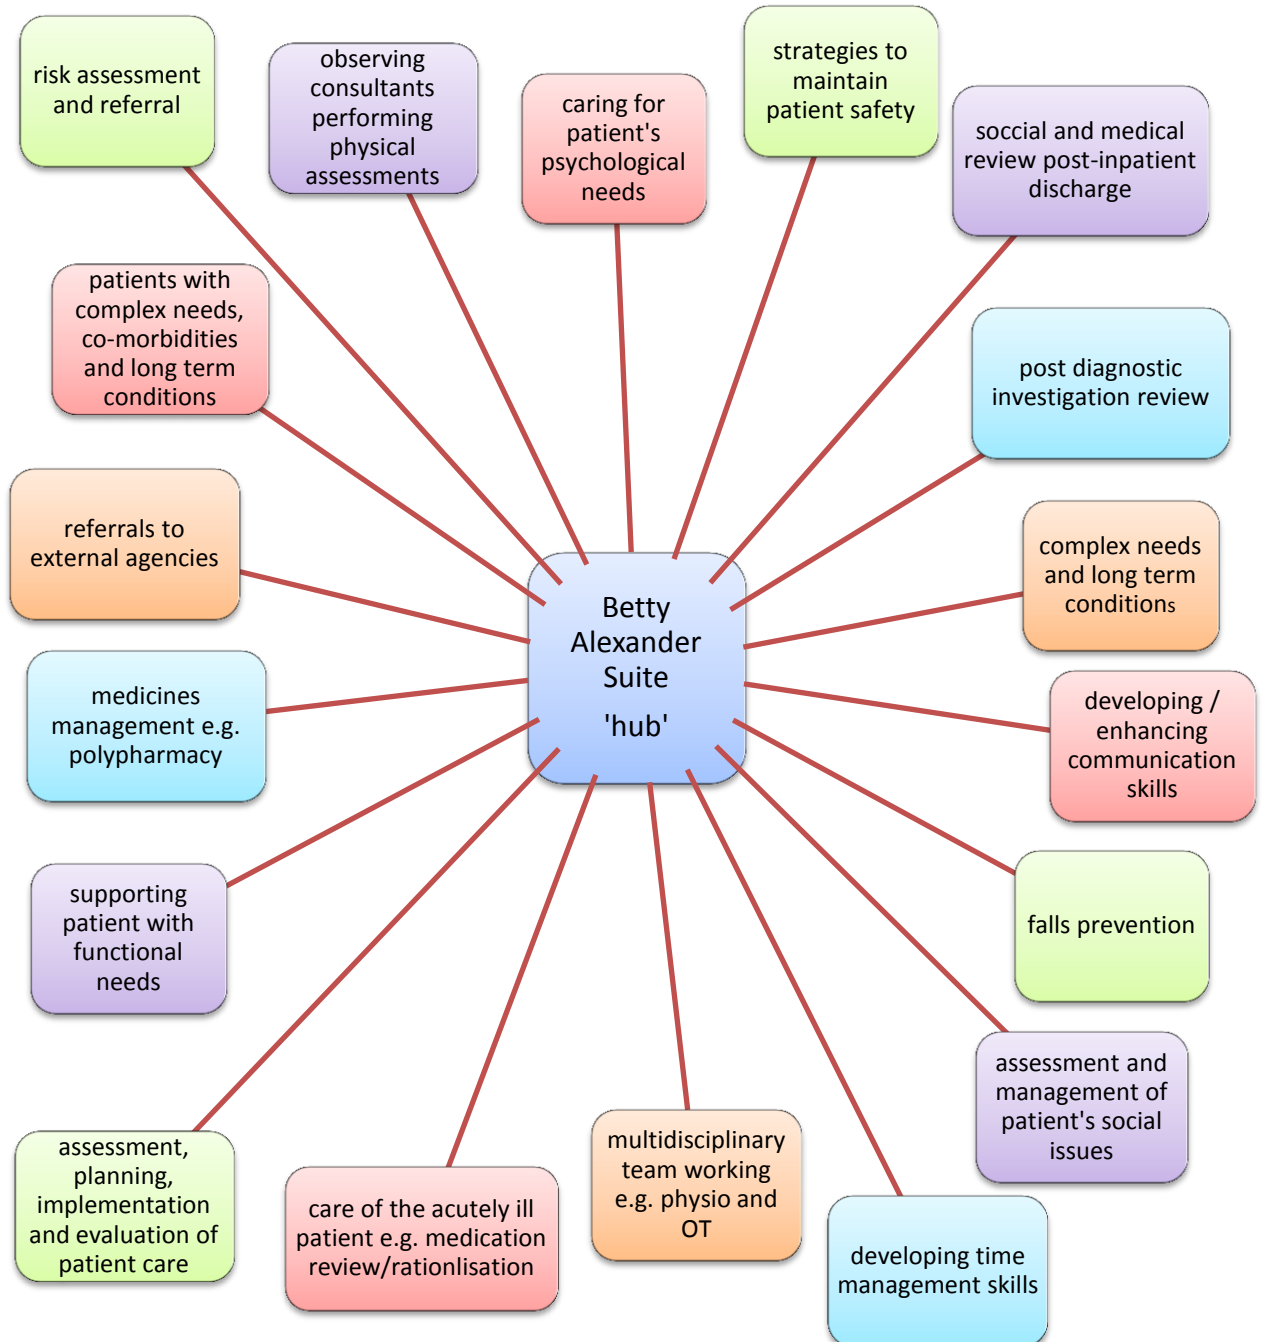 risk assessment
and referral
observing
consultants
performing
physical
assessments
caring for
patient's
psychological
needs
strategies to
maintain
patient safety
soccial and medical
review post-inpatient
discharge
patients with
complex needs,
co-morbidities
and long term
conditions
post diagnostic
investigation review
referrals to
external agencies
complex needs
and long term
conditions
Betty
Alexander
Suite
'hub'
medicines
management e.g.
polypharmacy
developing /
enhancing
communication
skills
supporting
patient with
functional
needs
falls prevention
assessment and
management of
patient's social
issues
assessment,
planning,
implementation
and evaluation of
patient care
care of the acutely ill
patient e.g. medication
review/rationlisation
multidisciplinary
team working
e.g. physio and
OT
developing time
management skills